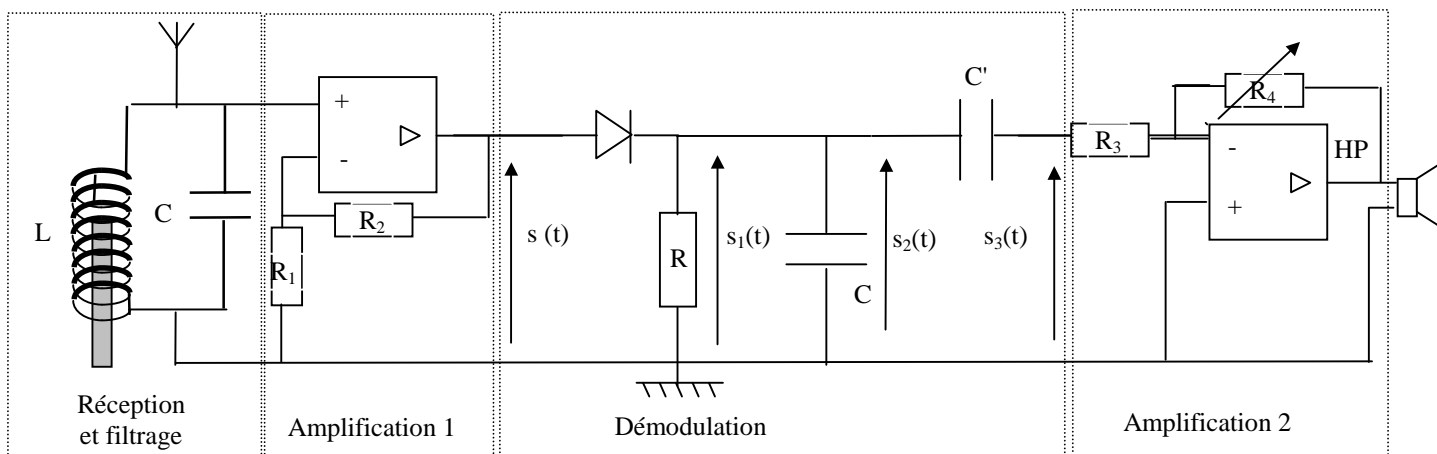 C'
+
-
R₄
R₃
-
HP
L
C
R₂
s (t)
s₁(t)
s₂(t)
s₃(t)
+
R₁
R
C
Réception
et filtrage
Amplification 1
Démodulation
Amplification 2